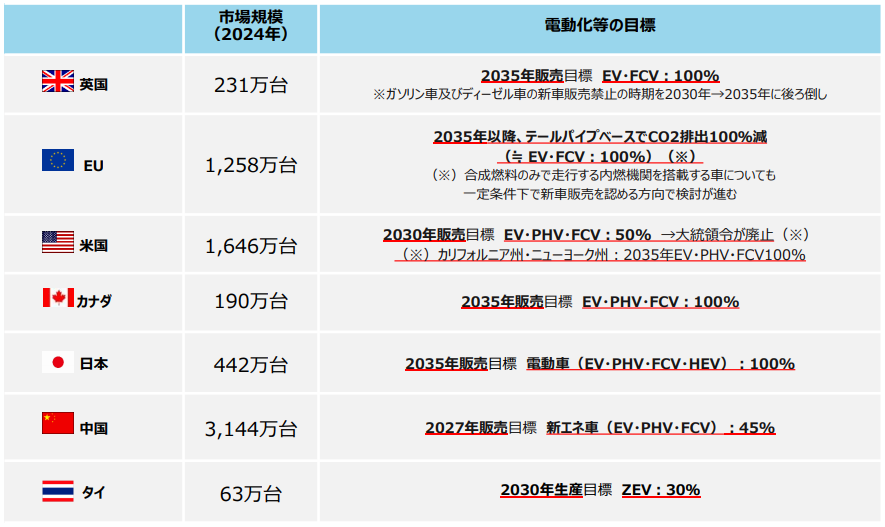 市場規模
（2024年）
電動化等の目標
英国
231万台
2035年販売目標 EV・FCV：100%
※ガソリン車及びディーゼル車の新車販売禁止の時期を2030年→2035年に後ろ倒し
EU
1,258万台
2035年以降、テールパイプベースでCO2排出100%減
（≒ EV・FCV：100%）（※）
（※）合成燃料のみで走行する内燃機関を搭載する車についても
一定条件下で新車販売を認める方向で検討が進む
米国
1,646万台
2030年販売目標 EV・PHV・FCV：50% →大統領令が廃止（※）
（※）カリフォルニア州・ニューヨーク州：2035年EV・PHV・FCV100%
カナダ
190万台
2035年販売目標 EV・PHV・FCV：100%
日本
442万台
2035年販売目標 電動車（EV・PHV・FCV・HEV）：100%
中国
3,144万台
2027年販売目標 新エネ車（EV・PHV・FCV）：45%
タイ
63万台
2030年生産目標 ZEV：30%